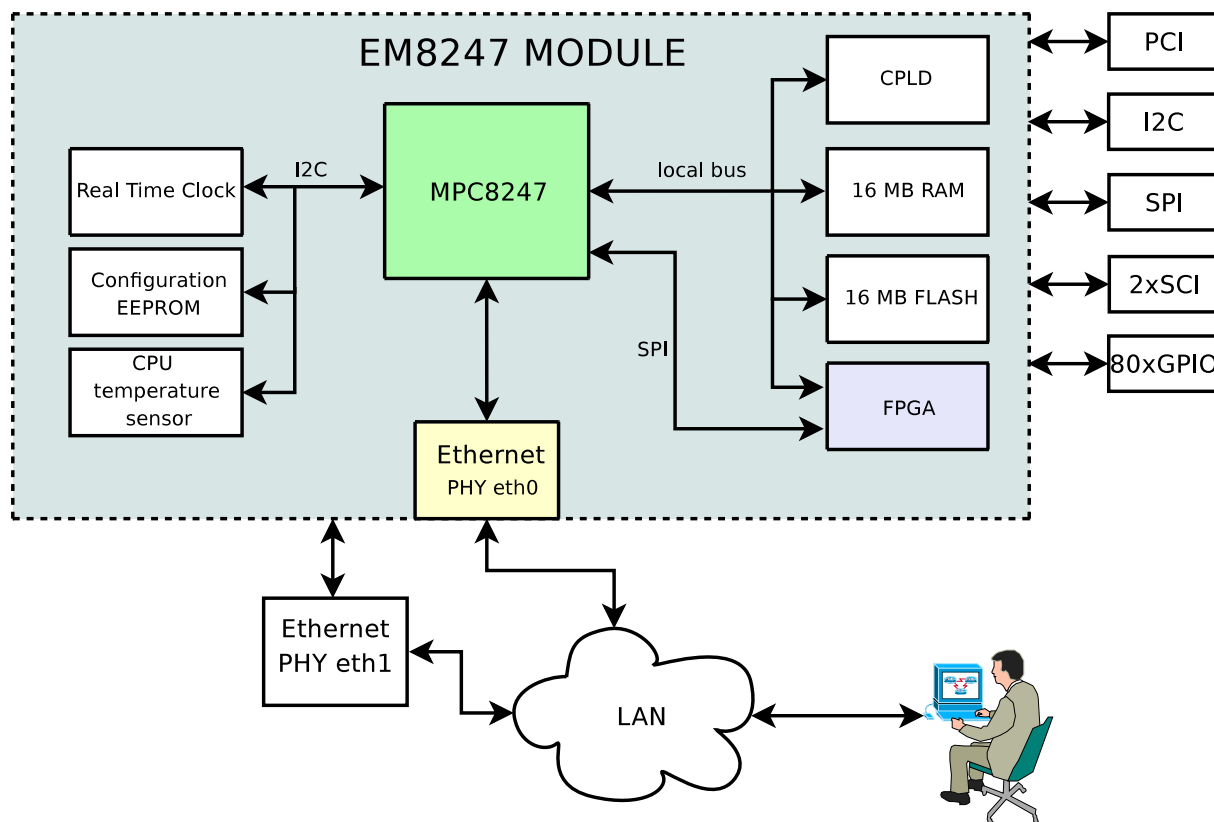 EM8247 MODULE
PCI
I2C
SPI
2xSCI
80xGPIO
CPLD
16 MB RAM
16 MB FLASH
FPGA
local bus
SPI
MPC8247
I2C
Real Time Clock
Configuration
EEPROM
CPU
temperature
sensor
Ethernet
PHY eth0
Ethernet
PHY eth1
LAN